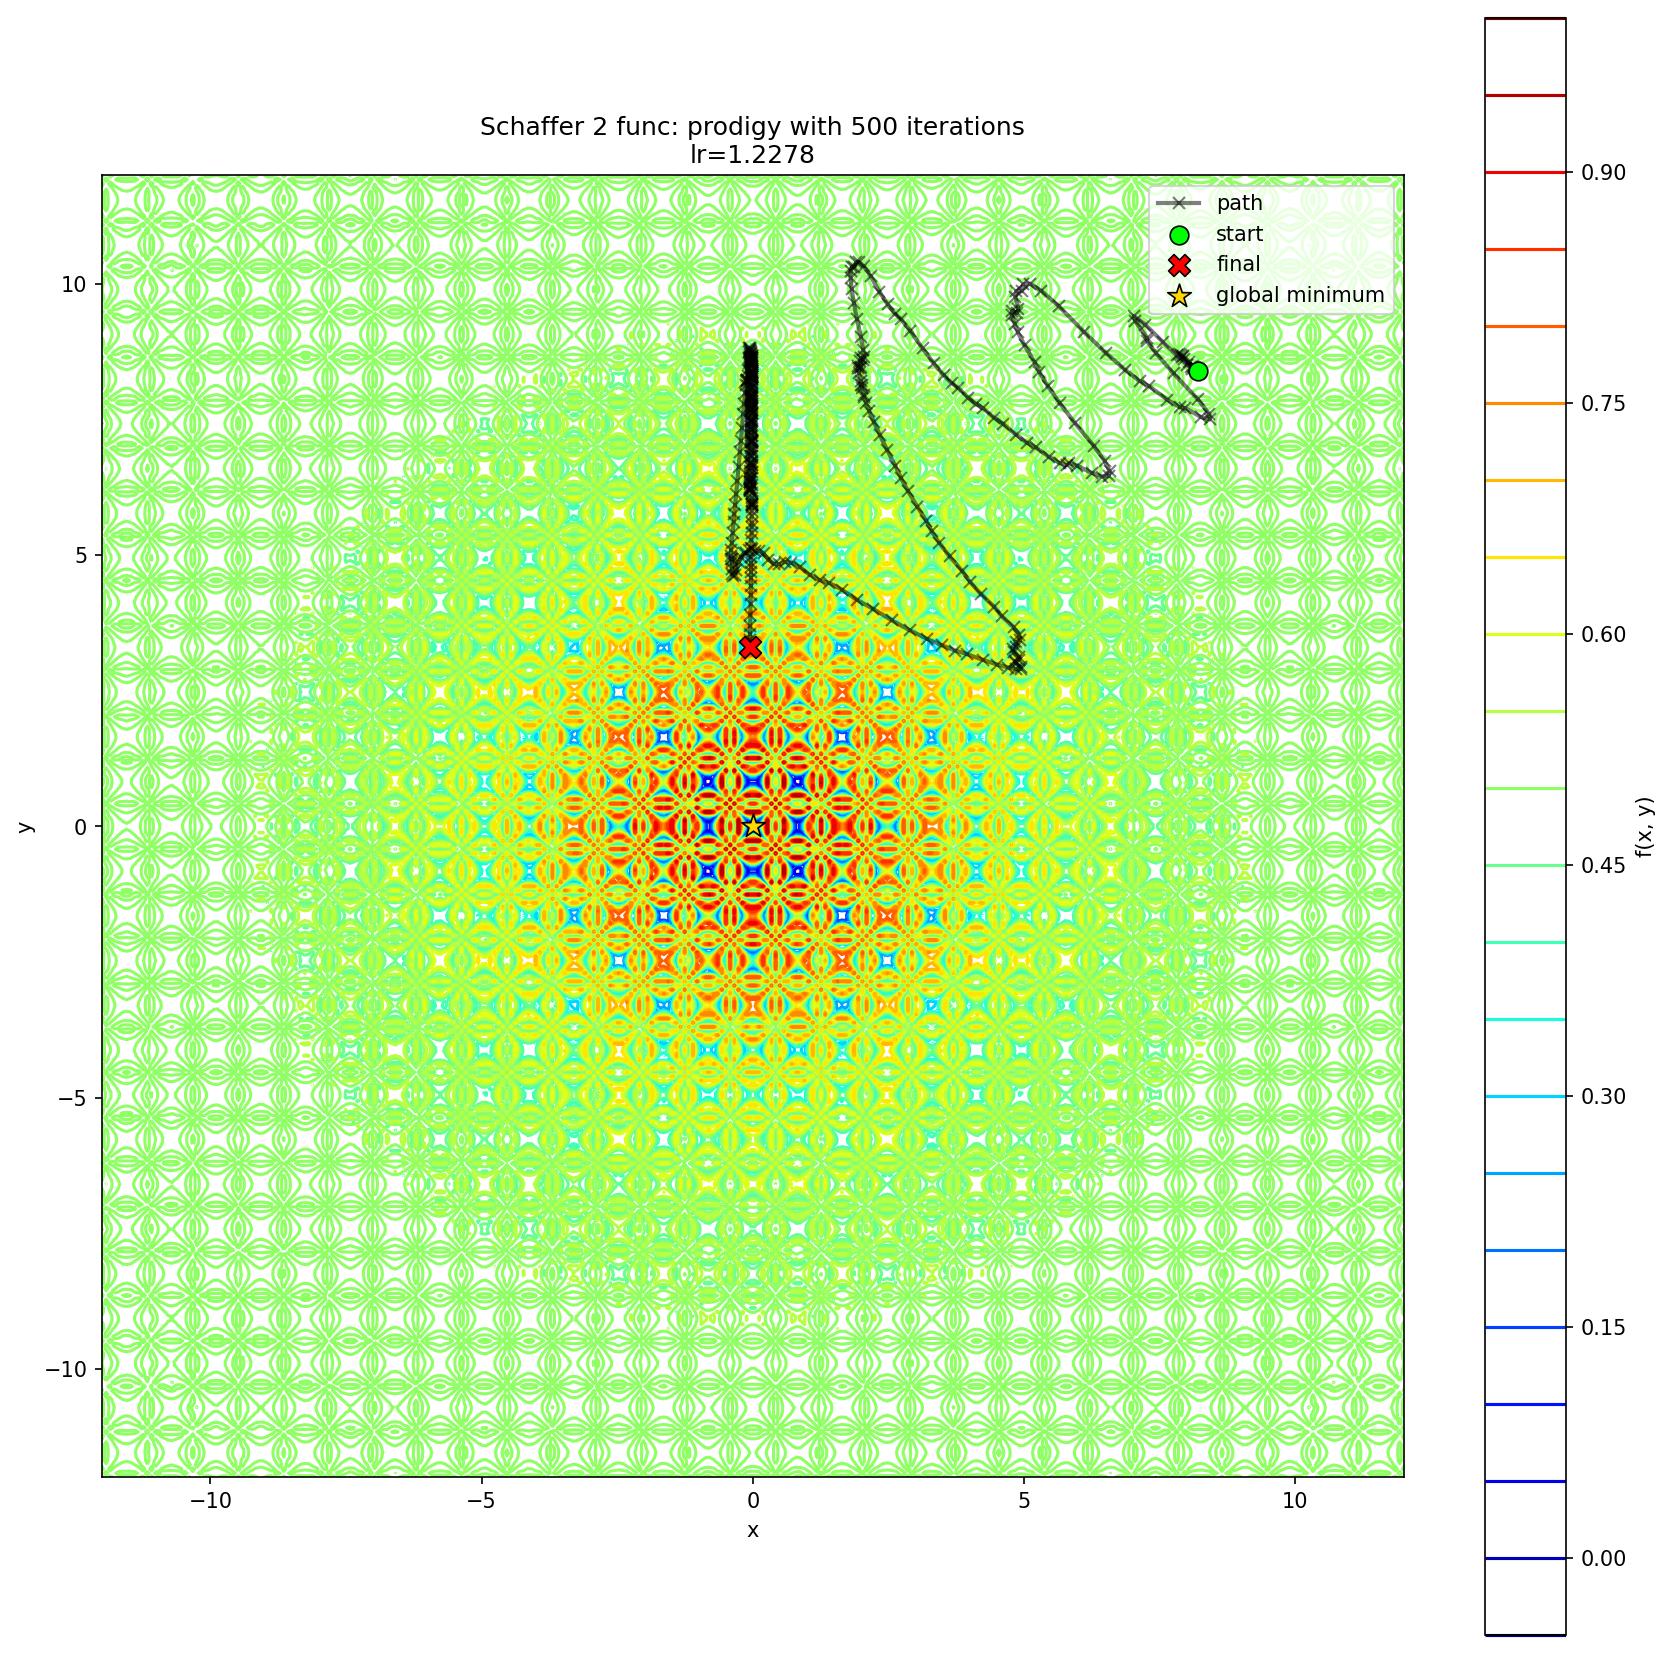 Schaffer 2 func: prodigy with 500 iterations
lr=1.2278
path
start
final
global minimum
10
5
0
−5
−10
y
−10
−5
0
5
10
x
0.90
0.75
0.60
0.45
0.30
0.15
0.00
f(x, y)